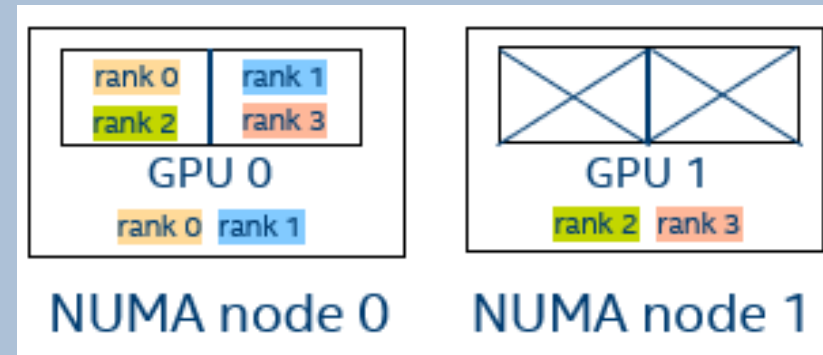 rank 0 rank 1
rank 2 rank 3
GPU 0
rank 0 rank 1
NUMA node 0
GPU 1
rank 2 rank 3
NUMA node 1